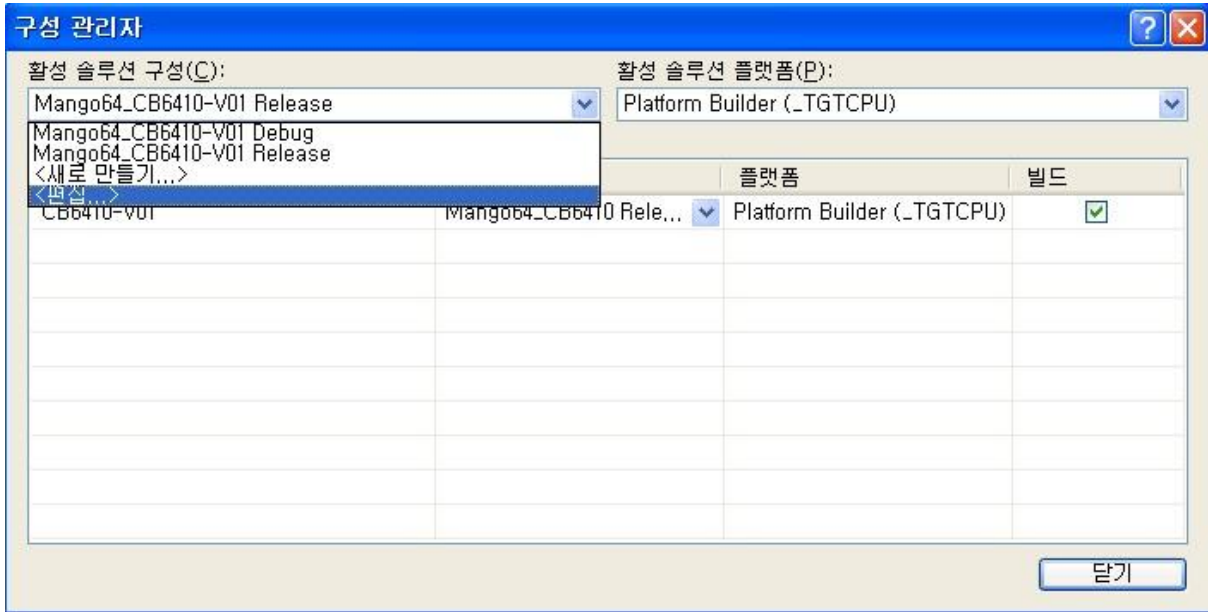 구성 관리자
활성 솔루션 구성(C): 활성 솔루션 플랫폼(P):
Mango64_CB6410-V01 Release Platform Builder (_TGTCPU)
Mango64_CB6410-V01 Debug
Mango64_CB6410-V01 Release
<새로 만들기...>
<편집...>
플랫폼 빌드
CB6410-V01 Mango64_CB6410 Rele... Platform Builder (_TGTCPU)
닫기